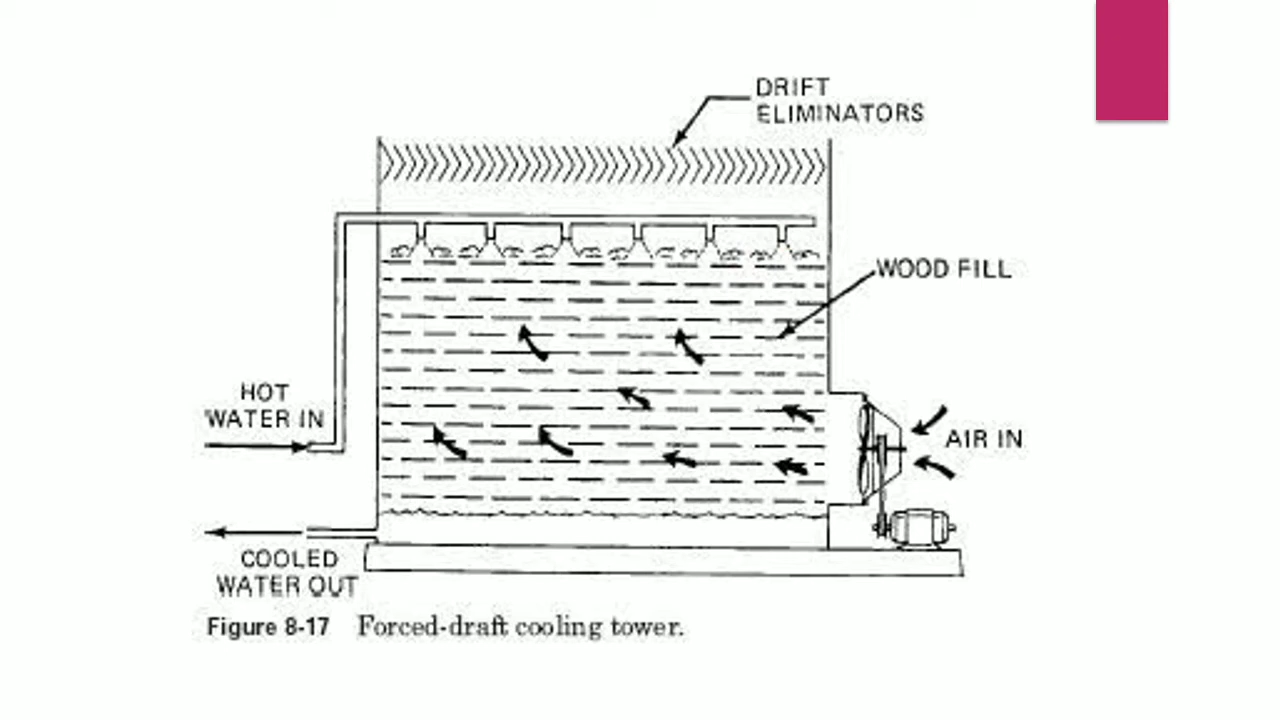 DRIFT
ELIMINATORS
WOOD FILL
HOT
WATER IN
AIR IN
COOLED
WATER OUT
Figure 8-17 Forced-draft cooling tower.